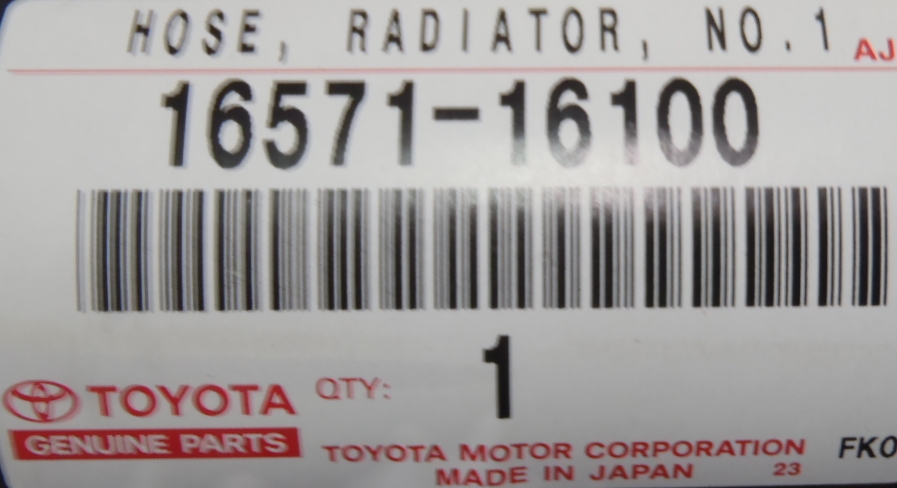 HOSE, RADIATOR, NO.1 AJ
16571-16100
QTY: 1
TOYOTA
GENUINE PARTS
TOYOTA MOTOR CORPORATION FK0
MADE IN JAPAN 23